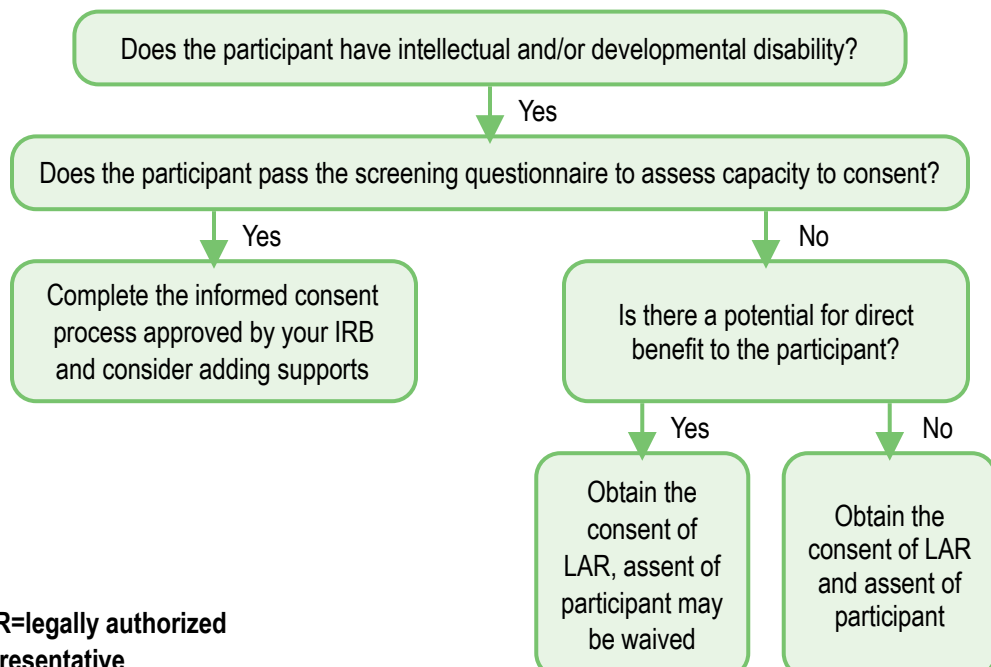 Does the participant have intellectual and/or developmental disability?
Yes
Does the participant pass the screening questionnaire to assess capacity to consent?
Yes
No
Complete the informed consent
process approved by your IRB
and consider adding supports
Is there a potential for direct
benefit to the participant?
Yes
No
Obtain the
consent of
LAR, assent of
participant may
be waived
Obtain the
consent of LAR
and assent of
participant
R=legally authorized
resentative